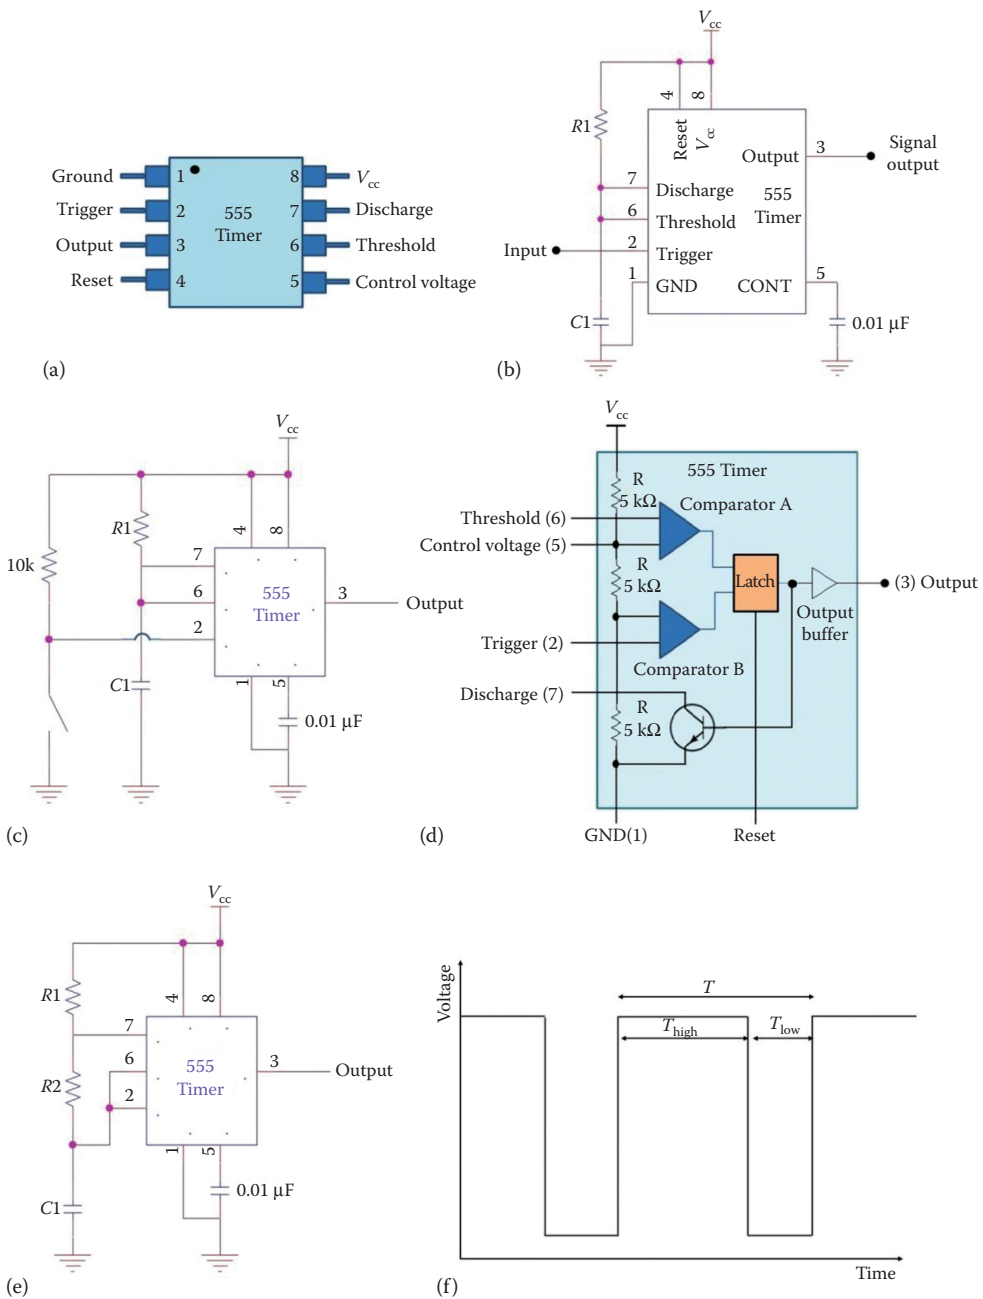 Ground 1 8 Vcc
Trigger 2 555 7 Discharge
Output 3 Timer 6 Threshold
Reset 4 5 Control voltage
(a)
Vcc
4 8
R1
Reset
Vcc
Output 3 Signal output
7 Discharge 555
6 Threshold Timer
Input 2 Trigger
1 GND CONT 5
C1 0.01 µF
(b)
Vcc
R1 4 8
10k 7
6 555 3 Output
Timer
2
C1 1 5
0.01 µF
(c)
Vcc
555 Timer
R
5 kΩ
Comparator A
Threshold (6)
Control voltage (5)
R
5 kΩ
Latch
(3) Output
Output
buffer
Trigger (2)
Comparator B
Discharge (7)
R
5 kΩ
GND(1) Reset
(d)
Vcc
R1 4 8
7
6 555 3 Output
R2 Timer
2
1 5
C1 0.01 µF
(e)
Voltage
T
Thigh Tlow
Time
(f)